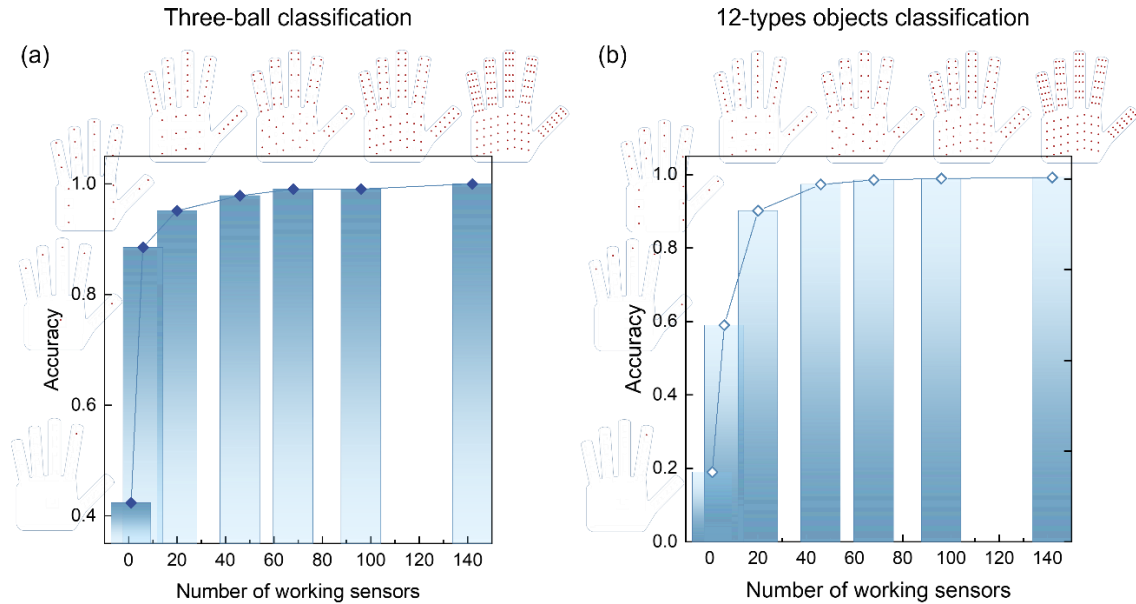 Three-ball classification
12-types objects classification
(a)
(b)
1.0
0.8
0.6
0.4
Accuracy
0 20 40 60 80 100 120 140
Number of working sensors
1.0
0.8
0.6
0.4
0.2
0.0
Accuracy
0 20 40 60 80 100 120 140
Number of working sensors